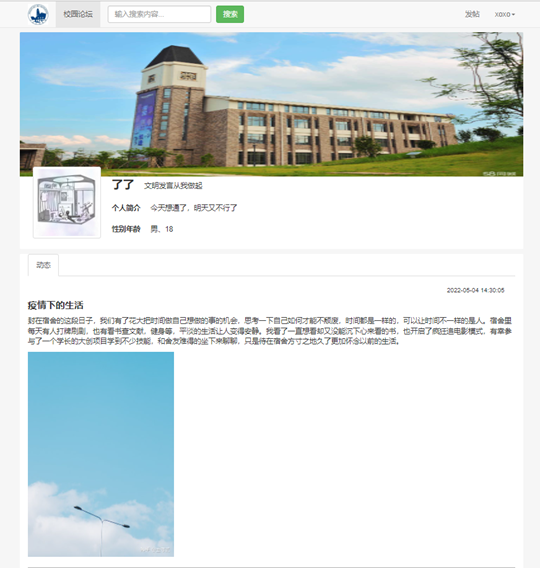 校园论坛 输入搜索内容... 搜索 发帖 xoxo
了了 文明发言从我做起
个人简介 今天想通了，明天又不行了
性别年龄 男、18
动态
2022-05-04 14:30:05
疫情下的生活
封在宿舍的这段日子，我们有了花大把时间做自己想做的事的机会，思考一下自己如何才能不颓废，时间都是一样的，可以让时间不一样的是人。宿舍里
每天有人打牌刷剧，也有看书查文献，健身等，平淡的生活让人变得安静。我看了一直想看却又没能沉下心来看的书，也开启了疯狂追电影模式，有幸参
与了一个学长的大创项目学到不少技能，和舍友难得的坐下来聊聊，只是待在宿舍方寸之地久了更加怀念以前的生活。